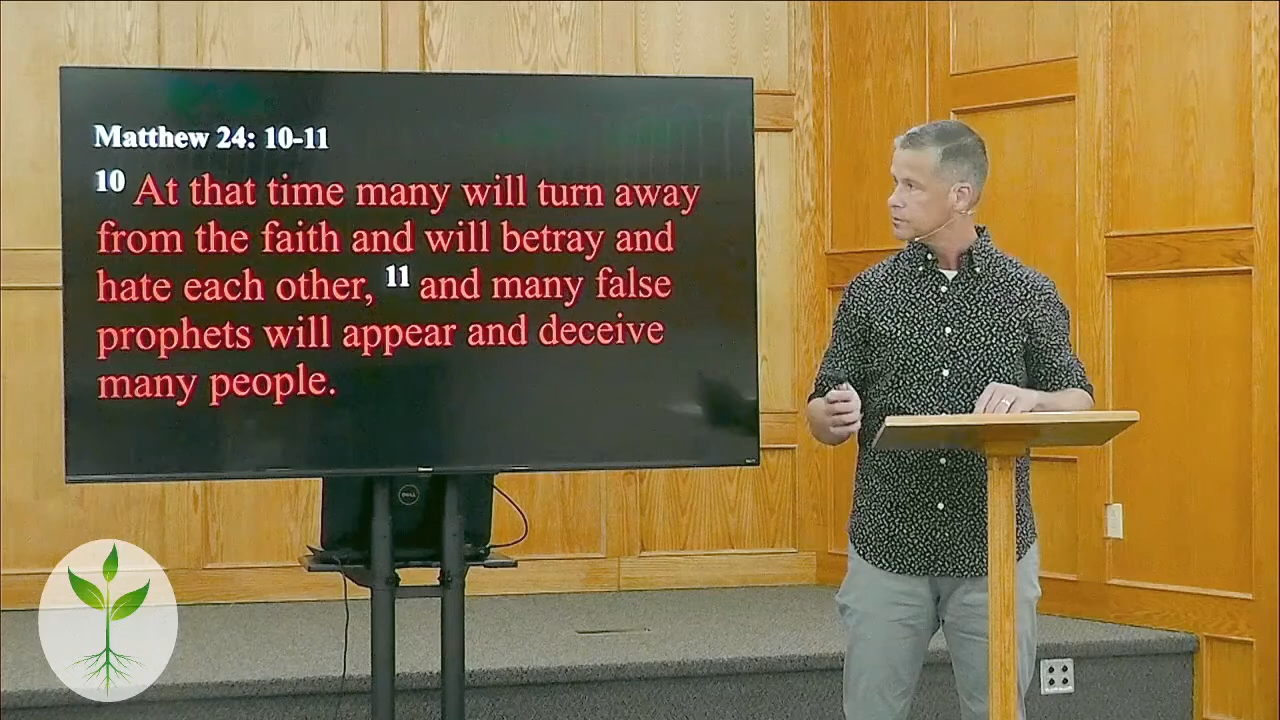 Matthew 24: 10-11
10 At that time many will turn away
from the faith and will betray and
hate each other, 11 and many false
prophets will appear and deceive
many people.
DELL